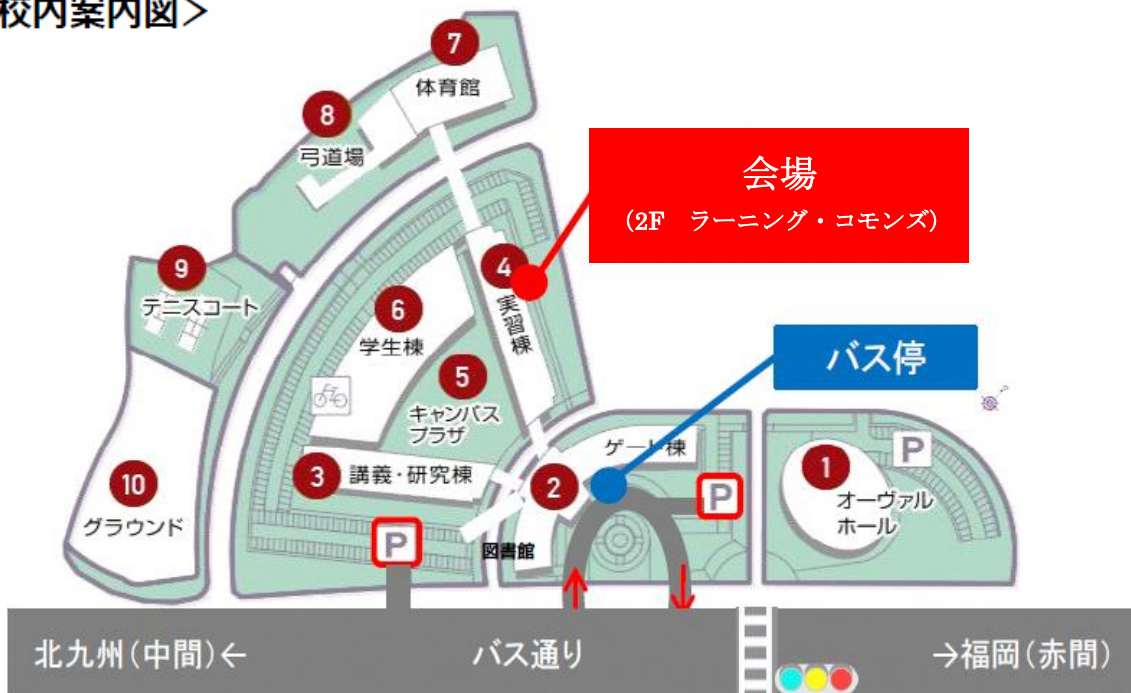 校内案内図>
7
体育館
8
弓道場
会場
(2F ラーニング・コモンズ)
9
テニスコート
4
実習棟
6
学生棟
バス停
5
キャンパス
プラザ
ゲート棟
3
講義・研究棟
2
P
1
P
オーヴァル
ホール
10
グラウンド
P
図書館
北九州(中間)←
バス通り
→福岡(赤間)